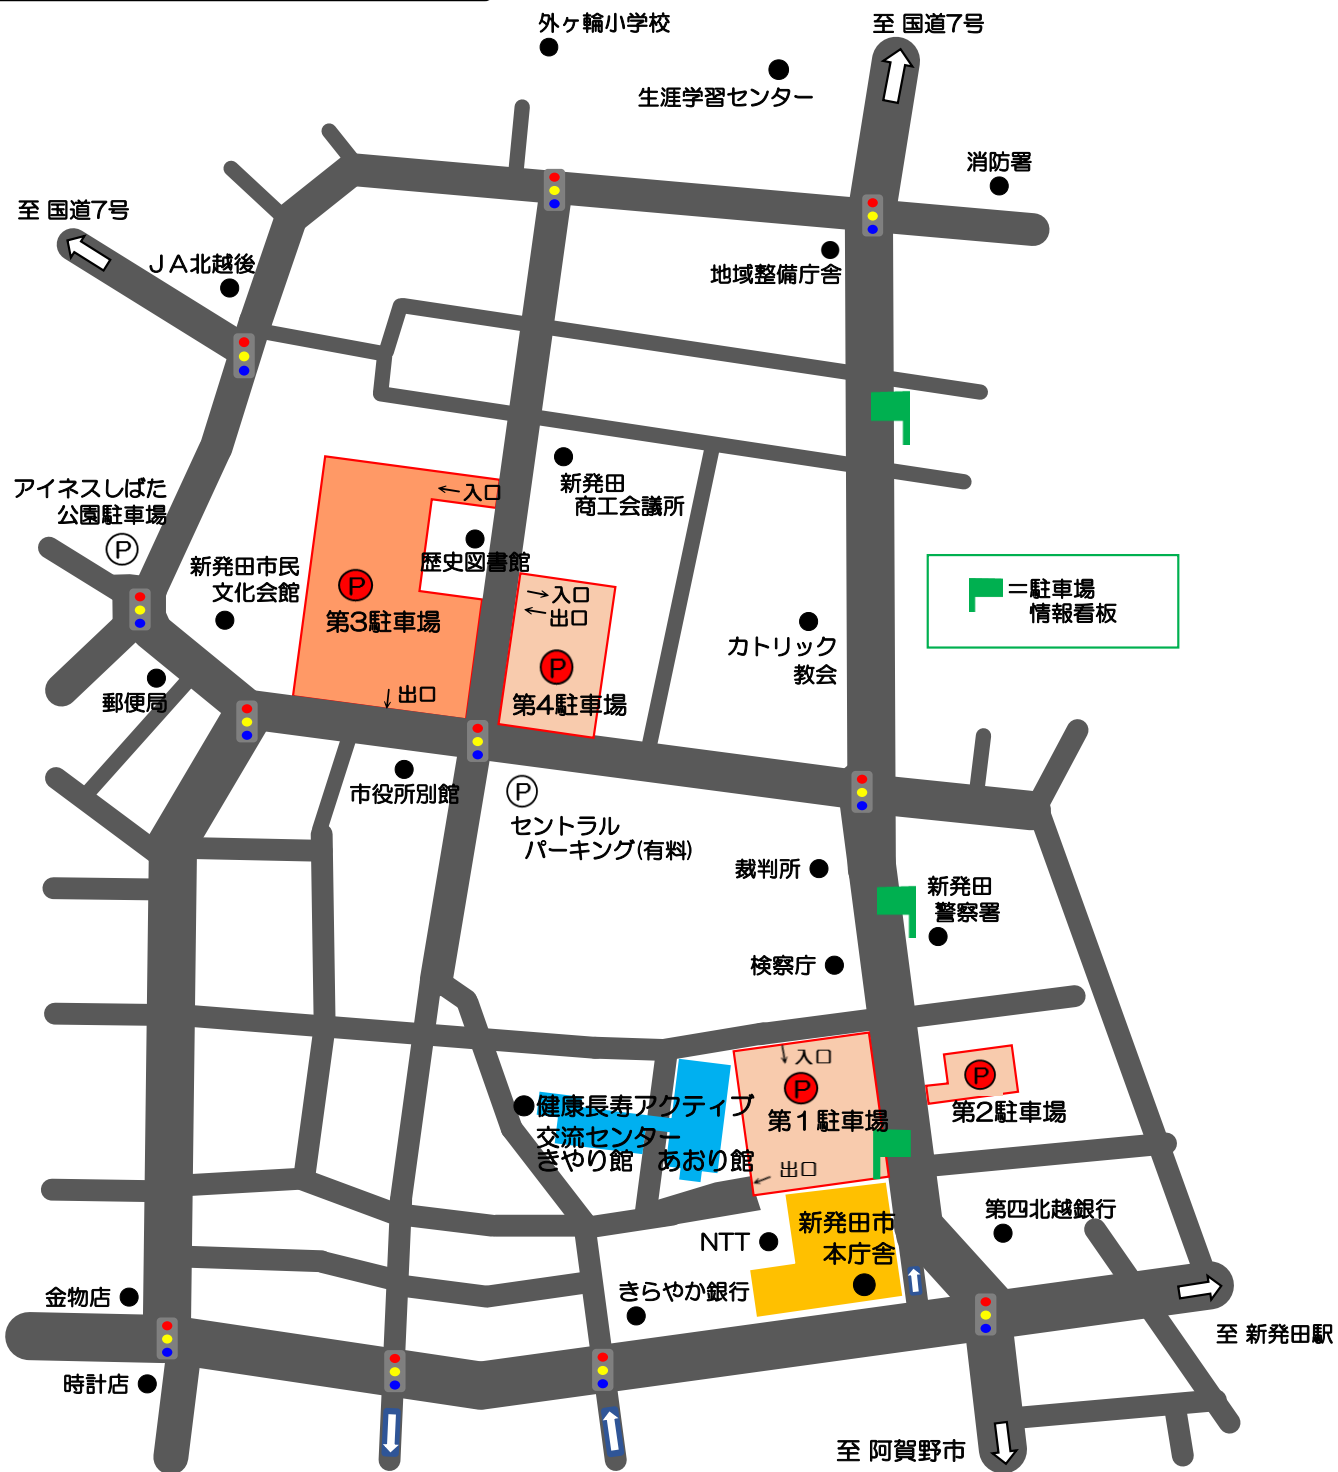 外ヶ輪小学校
至 国道7号
生涯学習センター
消防署
至 国道7号
JA北越後
地域整備庁舎
アイネスしばた
公園駐車場
P
新発田
商工会議所
←入口
歴史図書館
新発田市民
文化会館
P
第3駐車場
→入口
←出口
P
第4駐車場
↓出口
=駐車場
情報看板
カトリック
教会
郵便局
市役所別館
P
セントラル
パーキング(有料)
裁判所
新発田
警察署
検察庁
↓入口
P
第1駐車場
P
第2駐車場
健康長寿アクティブ
交流センター
きやり館 あおり館
←出口
第四北越銀行
NTT
新発田市
本庁舎
きらやか銀行
金物店
至 新発田駅
時計店
至 阿賀野市